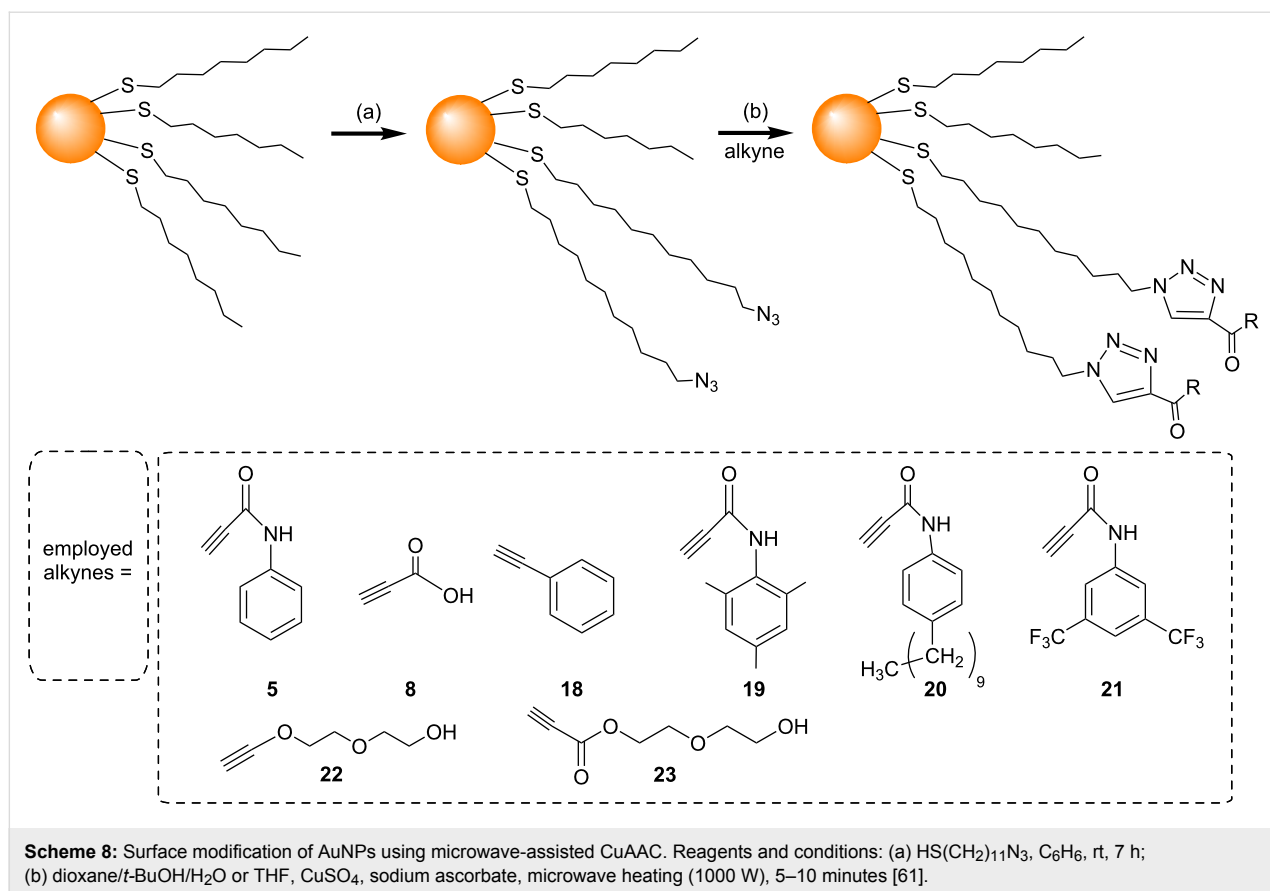 S
S
S
S
(a)
S
S
S
S
N3
N3
(b)
alkyne
S
S
S
S
N
N
N
R
O
N
N
N
R
O
employed
alkynes =
O
NH
5
O
OH
8
18
O
NH
19
O
NH
H3C
(CH2)9
20
O
NH
F3C
CF3
21
O
O
OH
22
O
O
O
OH
23
Scheme 8: Surface modification of AuNPs using microwave-assisted CuAAC. Reagents and conditions: (a) HS(CH2)11N3, C6H6, rt, 7 h;
(b) dioxane/t-BuOH/H2O or THF, CuSO4, sodium ascorbate, microwave heating (1000 W), 5–10 minutes [61].